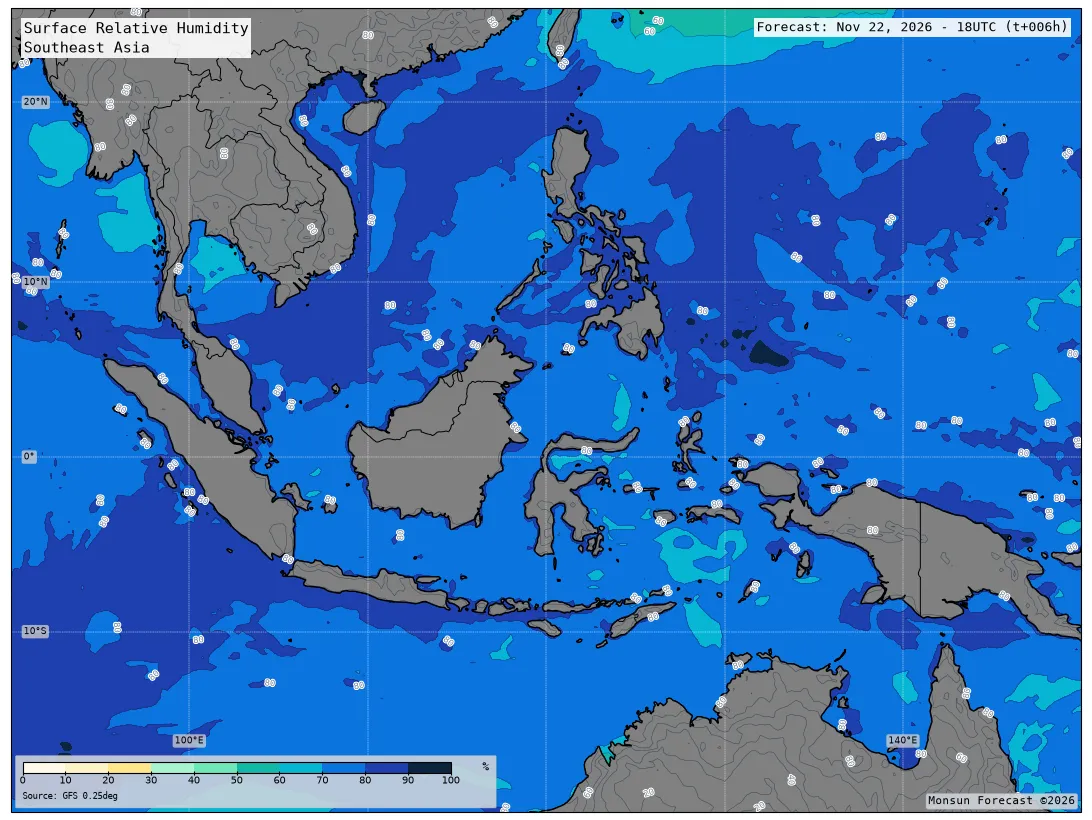 Surface Relative Humidity
Southeast Asia
Forecast: Nov 22, 2026 - 18UTC (t+006h)
20°N
10°N
0°
10°S
100°E
140°E
0 10 20 30 40 50 60 70 80 90 100
%
Source: GFS 0.25deg
Monsun Forecast ©2026